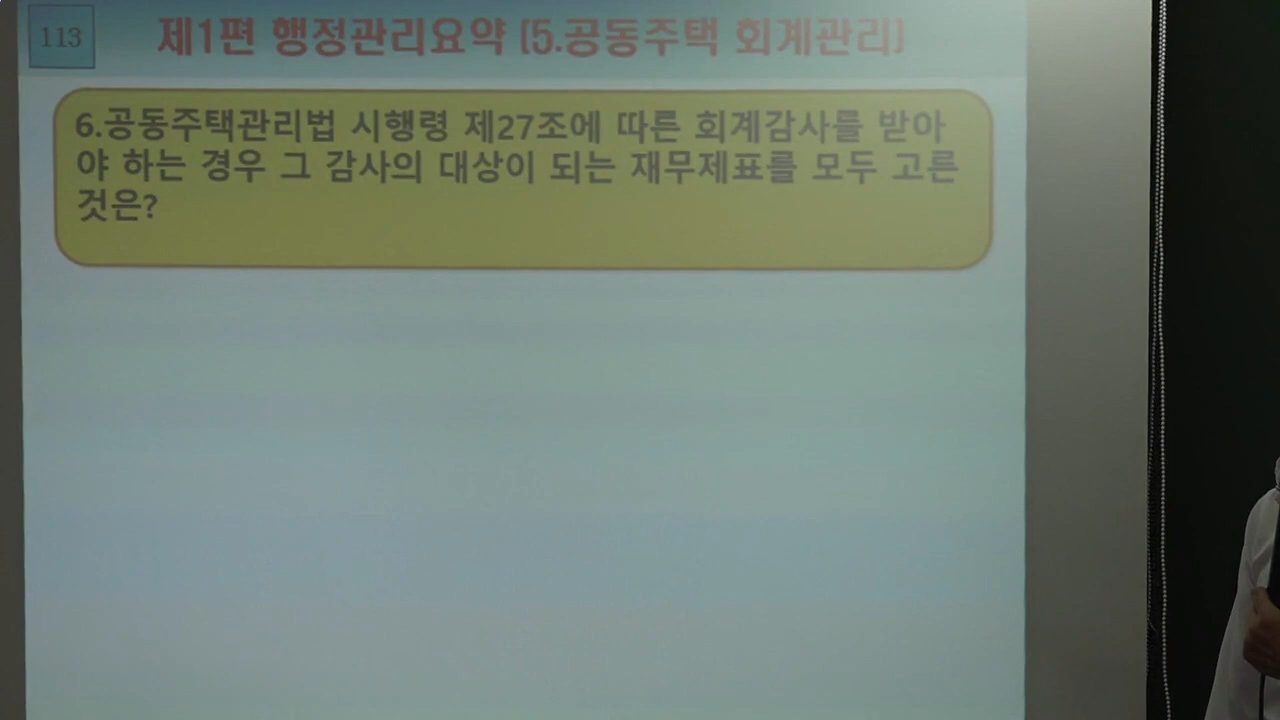 113
제1편 행정관리요약 [5.공동주택 회계관리]
6.공동주택관리법 시행령 제27조에 따른 회계감사를 받아
야 하는 경우 그 감사의 대상이 되는 재무제표를 모두 고른
것은?